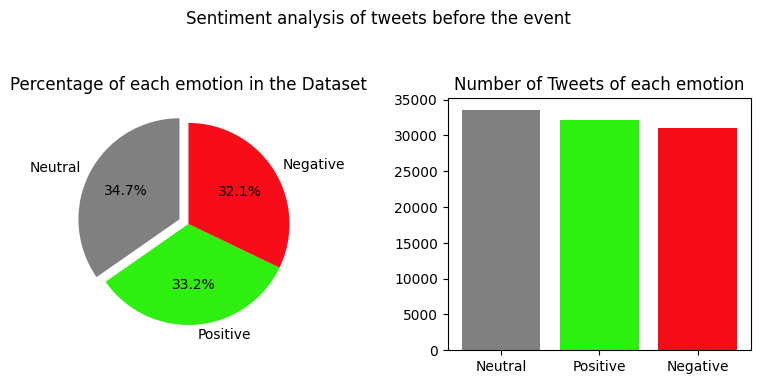 Sentiment analysis of tweets before the event
Percentage of each emotion in the Dataset
Neutral
34.7%
Negative
32.1%
33.2%
Positive
Number of Tweets of each emotion
35000
30000
25000
20000
15000
10000
5000
0
Neutral Positive Negative